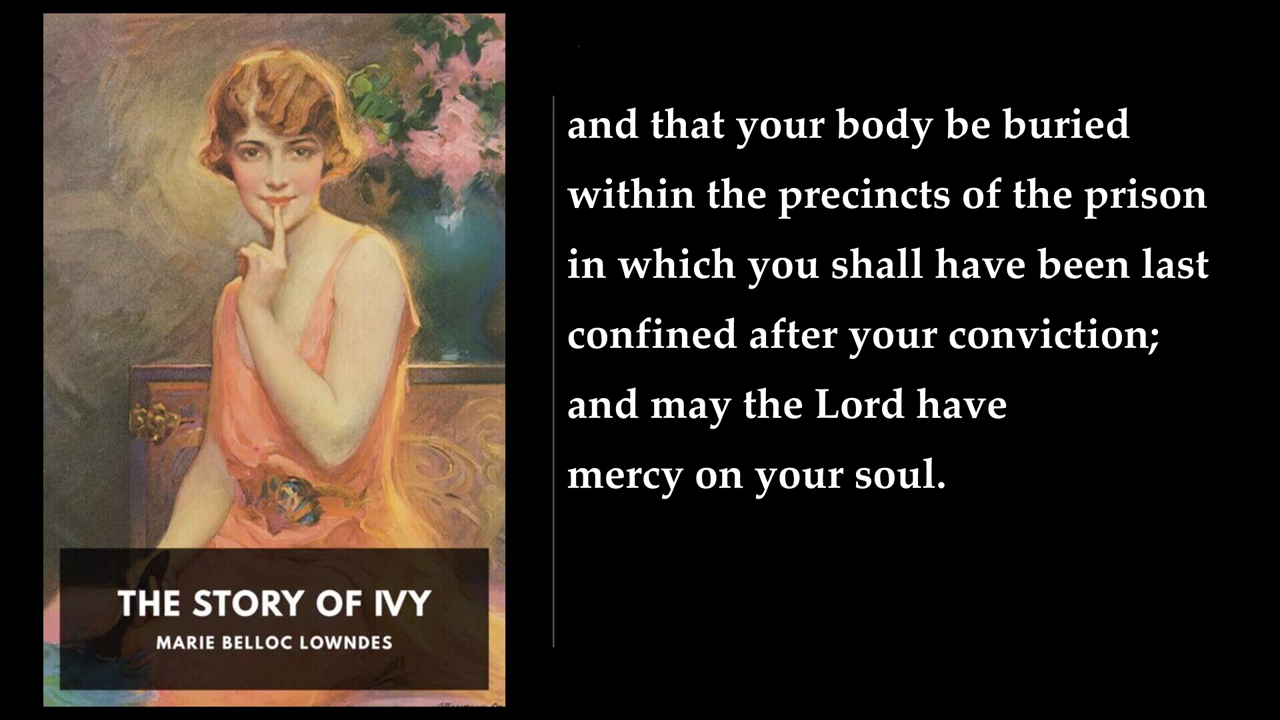 THE STORY OF IVY
MARIE BELLOC LOWNDES
and that your body be buried
within the precincts of the prison
in which you shall have been last
confined after your conviction;
and may the Lord have
mercy on your soul.